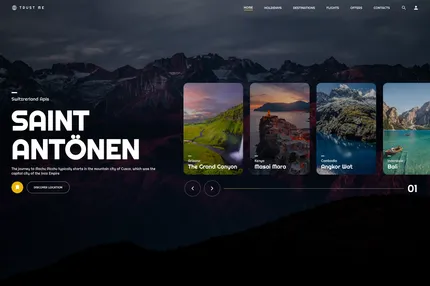 TRUST ME
HOME
HOLIDAYS
DESTINATIONS
FLIGHTS
OFFERS
CONTACTS
Switzerland Alps
SAINT
ANTÖNEN
The journey to Machu Picchu typically starts in the mountain city of Cusco, which was the
capital city of the Inca Empire
DISCOVER LOCATION
The Grand Canyon
Kenya
Masai Mara
Cambodia
Angkor Wat
Indonesia
Bali
01